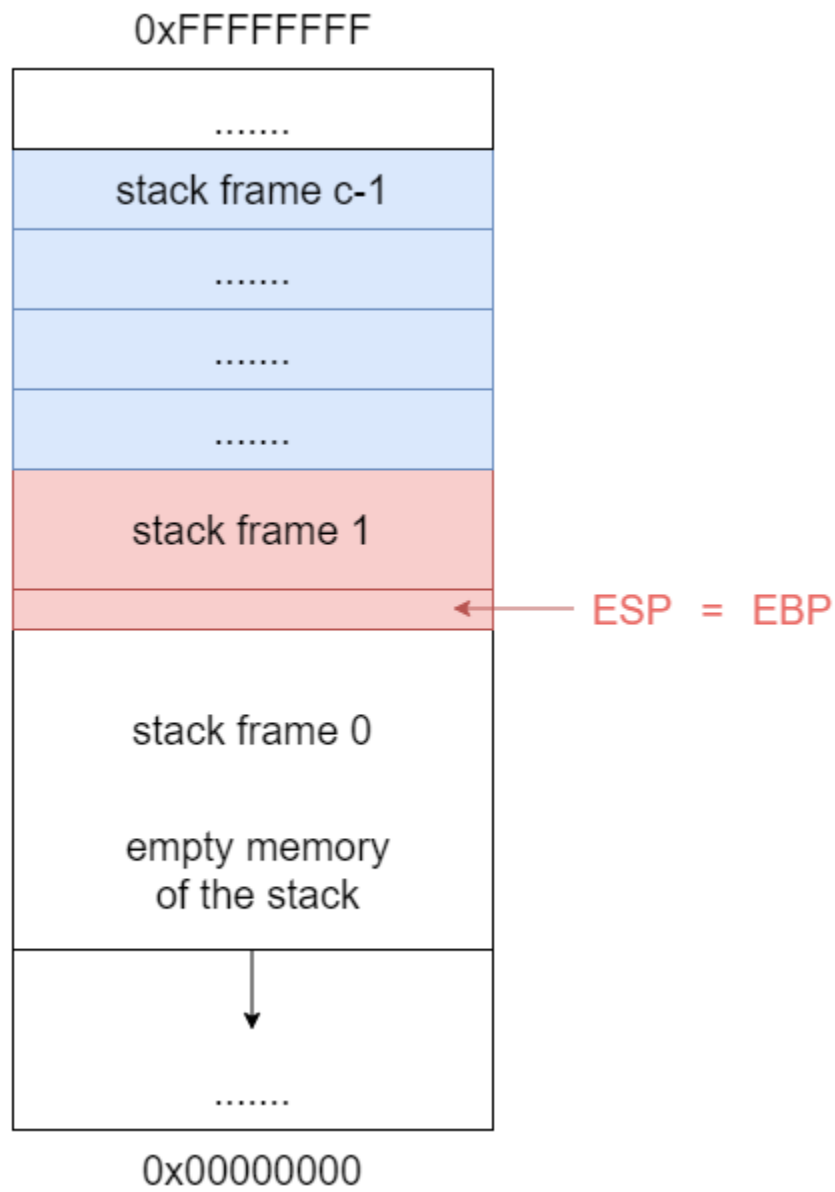 0xFFFFFFFF
.......
stack frame c-1
.......
.......
.......
stack frame 1
ESP = EBP
stack frame 0
empty memory
of the stack
.......
0x00000000